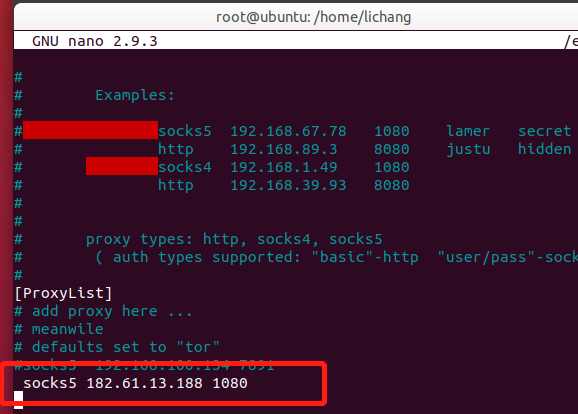 root@ubuntu: /home/lichang
GNU nano 2.9.3 /e
#
# Examples:
#
# socks5 192.168.67.78 1080 lamer secret
# http 192.168.89.3 8080 justu hidden
# socks4 192.168.1.49 1080
# http 192.168.39.93 8080
#
#
# proxy types: http, socks4, socks5
# ( auth types supported: "basic"-http "user/pass"-sock
#
[ProxyList]
# add proxy here ...
# meanwile
# defaults set to "tor"
#socks5 192.168.100.134 7891
socks5 182.61.13.188 1080